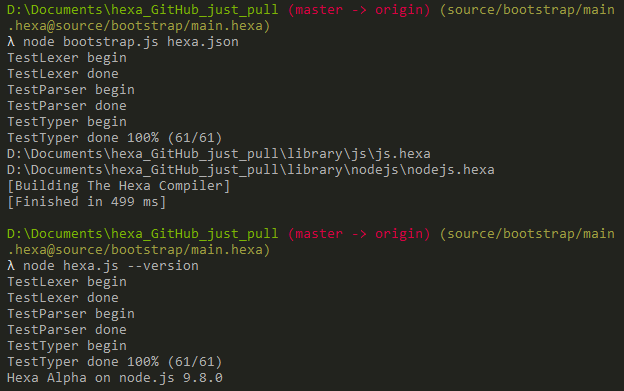 D:\Documents\hexa_GitHub_just_pull (master -> origin) (source/bootstrap/main
.hexa@source/bootstrap/main.hexa)
λ node bootstrap.js hexa.json
TestLexer begin
TestLexer done
TestParser begin
TestParser done
TestTyper begin
TestTyper done 100% (61/61)
D:\Documents\hexa_GitHub_just_pull\library\js\js.hexa
D:\Documents\hexa_GitHub_just_pull\library\nodejs\nodejs.hexa
[Building The Hexa Compiler]
[Finished in 499 ms]
D:\Documents\hexa_GitHub_just_pull (master -> origin) (source/bootstrap/main
.hexa@source/bootstrap/main.hexa)
λ node hexa.js --version
TestLexer begin
TestLexer done
TestParser begin
TestParser done
TestTyper begin
TestTyper done 100% (61/61)
Hexa Alpha on node.js 9.8.0